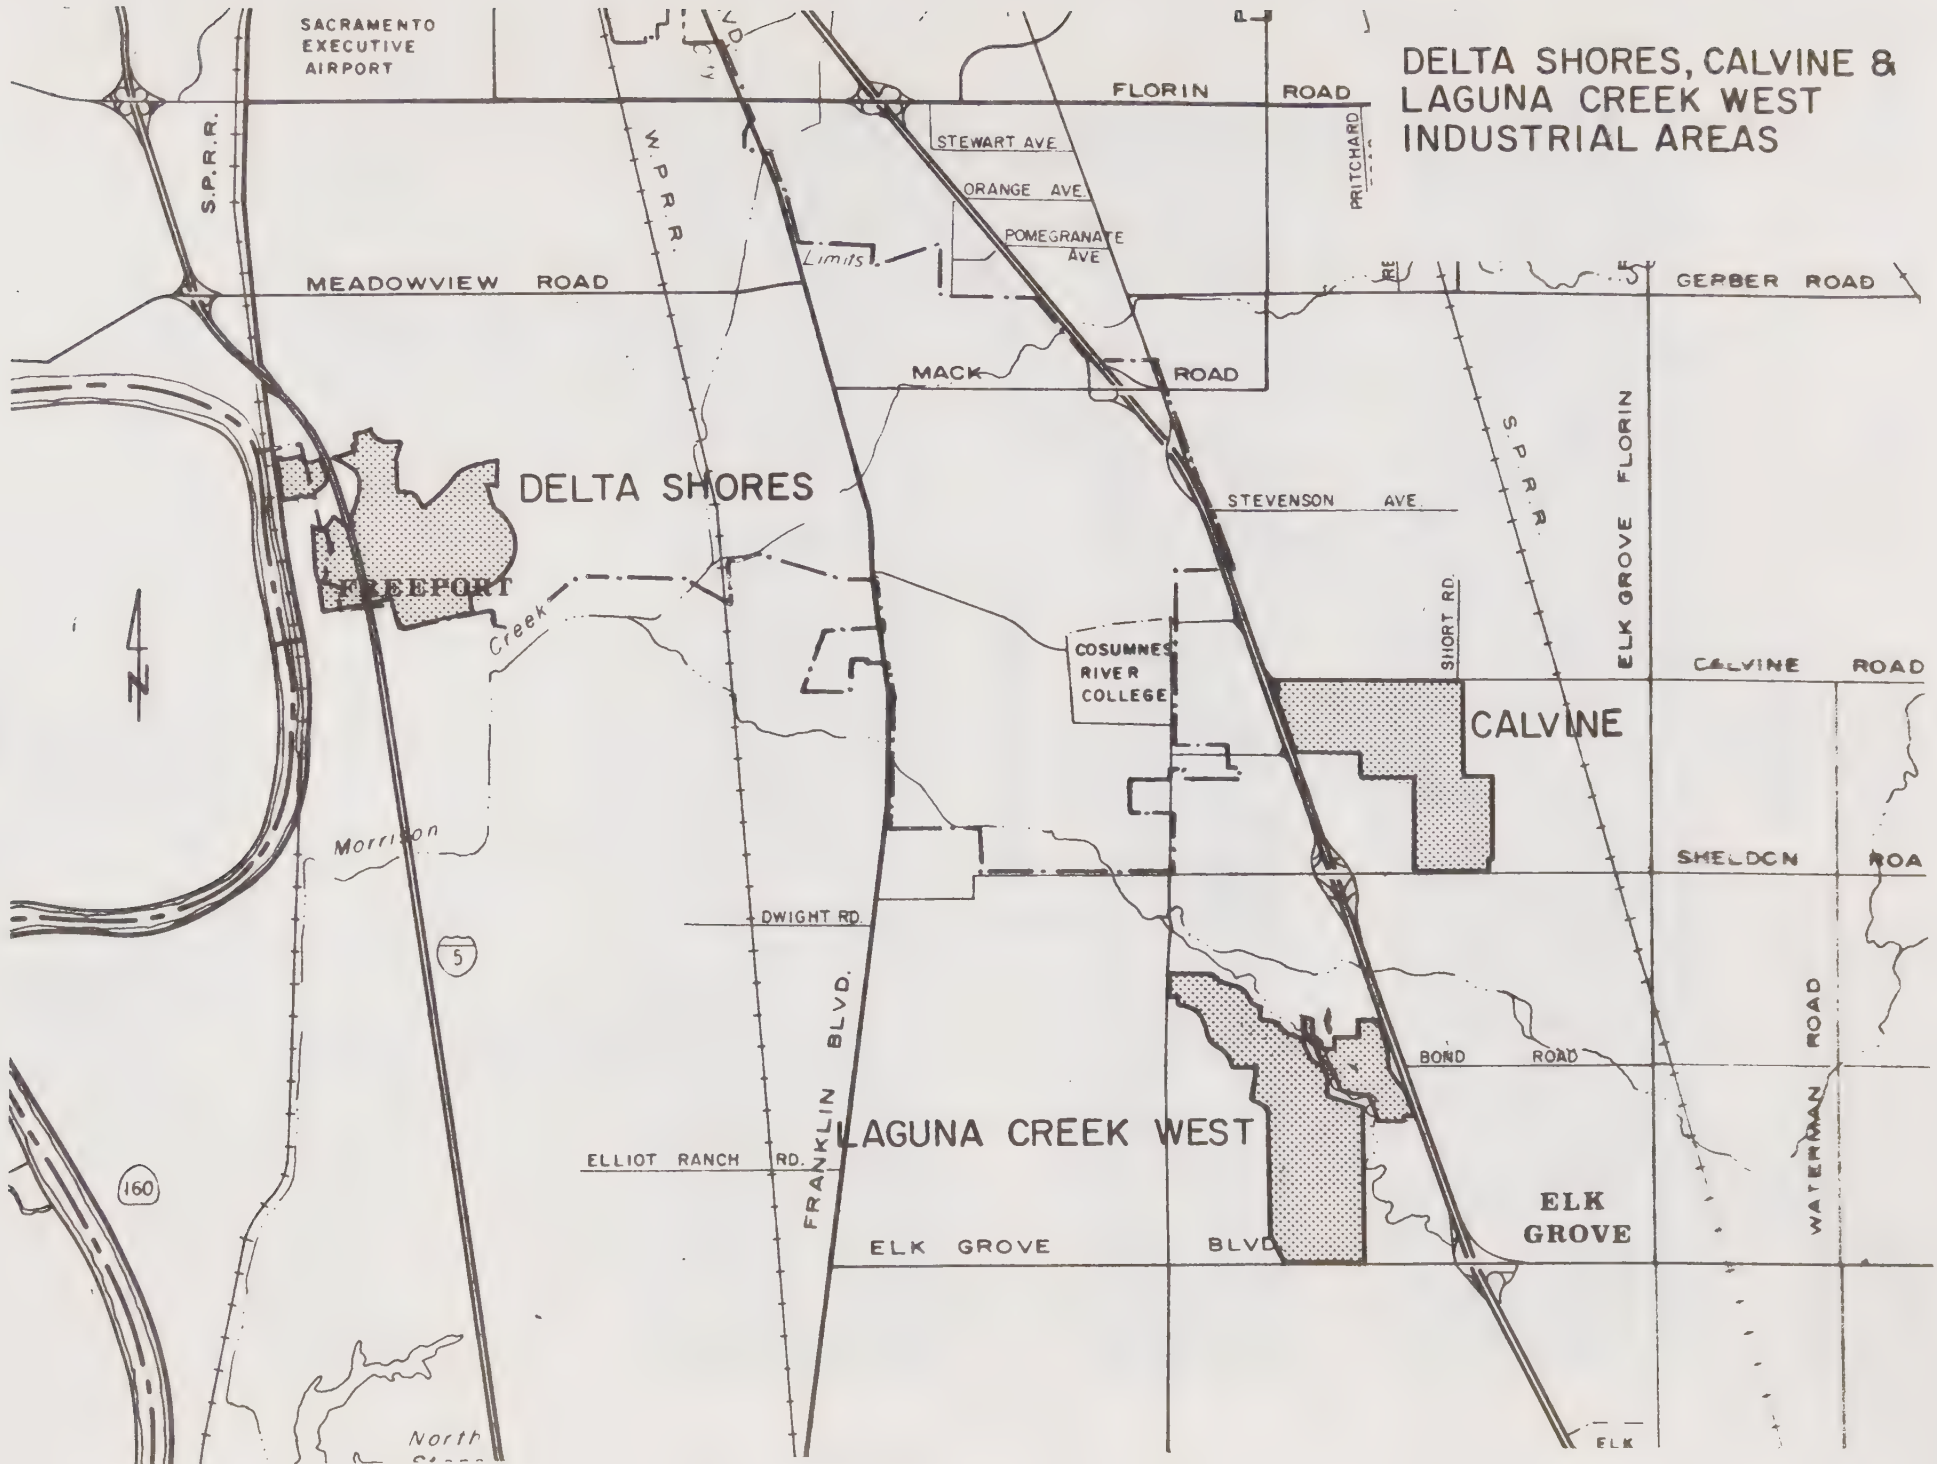 SACRAMENTO
EXECUTIVE
AIRPORT
DELTA SHORES, CALVINE &
LAGUNA CREEK WEST
INDUSTRIAL AREAS
FLORIN ROAD
S.P.R.R.
W.P.R.R.
STEWART AVE
PRITCHARD
ORANGE AVE.
POMEGRANATE
AVE
Limits
MEADOWVIEW ROAD
GERBER ROAD
MACK ROAD
S.P.R.R.
ELK GROVE FLORIN
DELTA SHORES
STEVENSON AVE.
FREEPORT
Creek
N
SHORT RD.
COSUMNES
RIVER
COLLEGE
CALVINE ROAD
CALVINE
Morrison
SHELDON ROA
DWIGHT RD.
5
FRANKLIN BLVD.
BOND ROAD
WATERMAN ROAD
LAGUNA CREEK WEST
ELLIOT RANCH RD.
160
ELK
GROVE
ELK GROVE BLVD
North
ELK